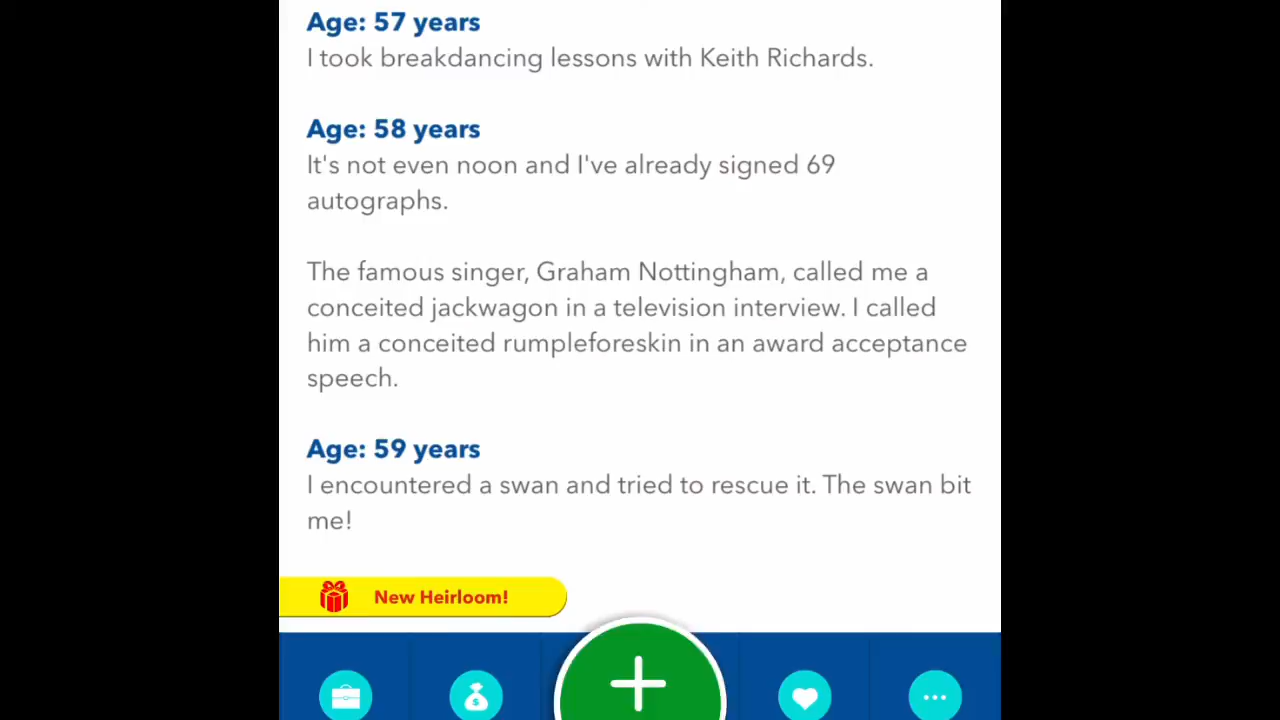 Age: 57 years
I took breakdancing lessons with Keith Richards.
Age: 58 years
It's not even noon and I've already signed 69
autographs.
The famous singer, Graham Nottingham, called me a
conceited jackwagon in a television interview. I called
him a conceited rumpleforeskin in an award acceptance
speech.
Age: 59 years
I encountered a swan and tried to rescue it. The swan bit
me!
New Heirloom!